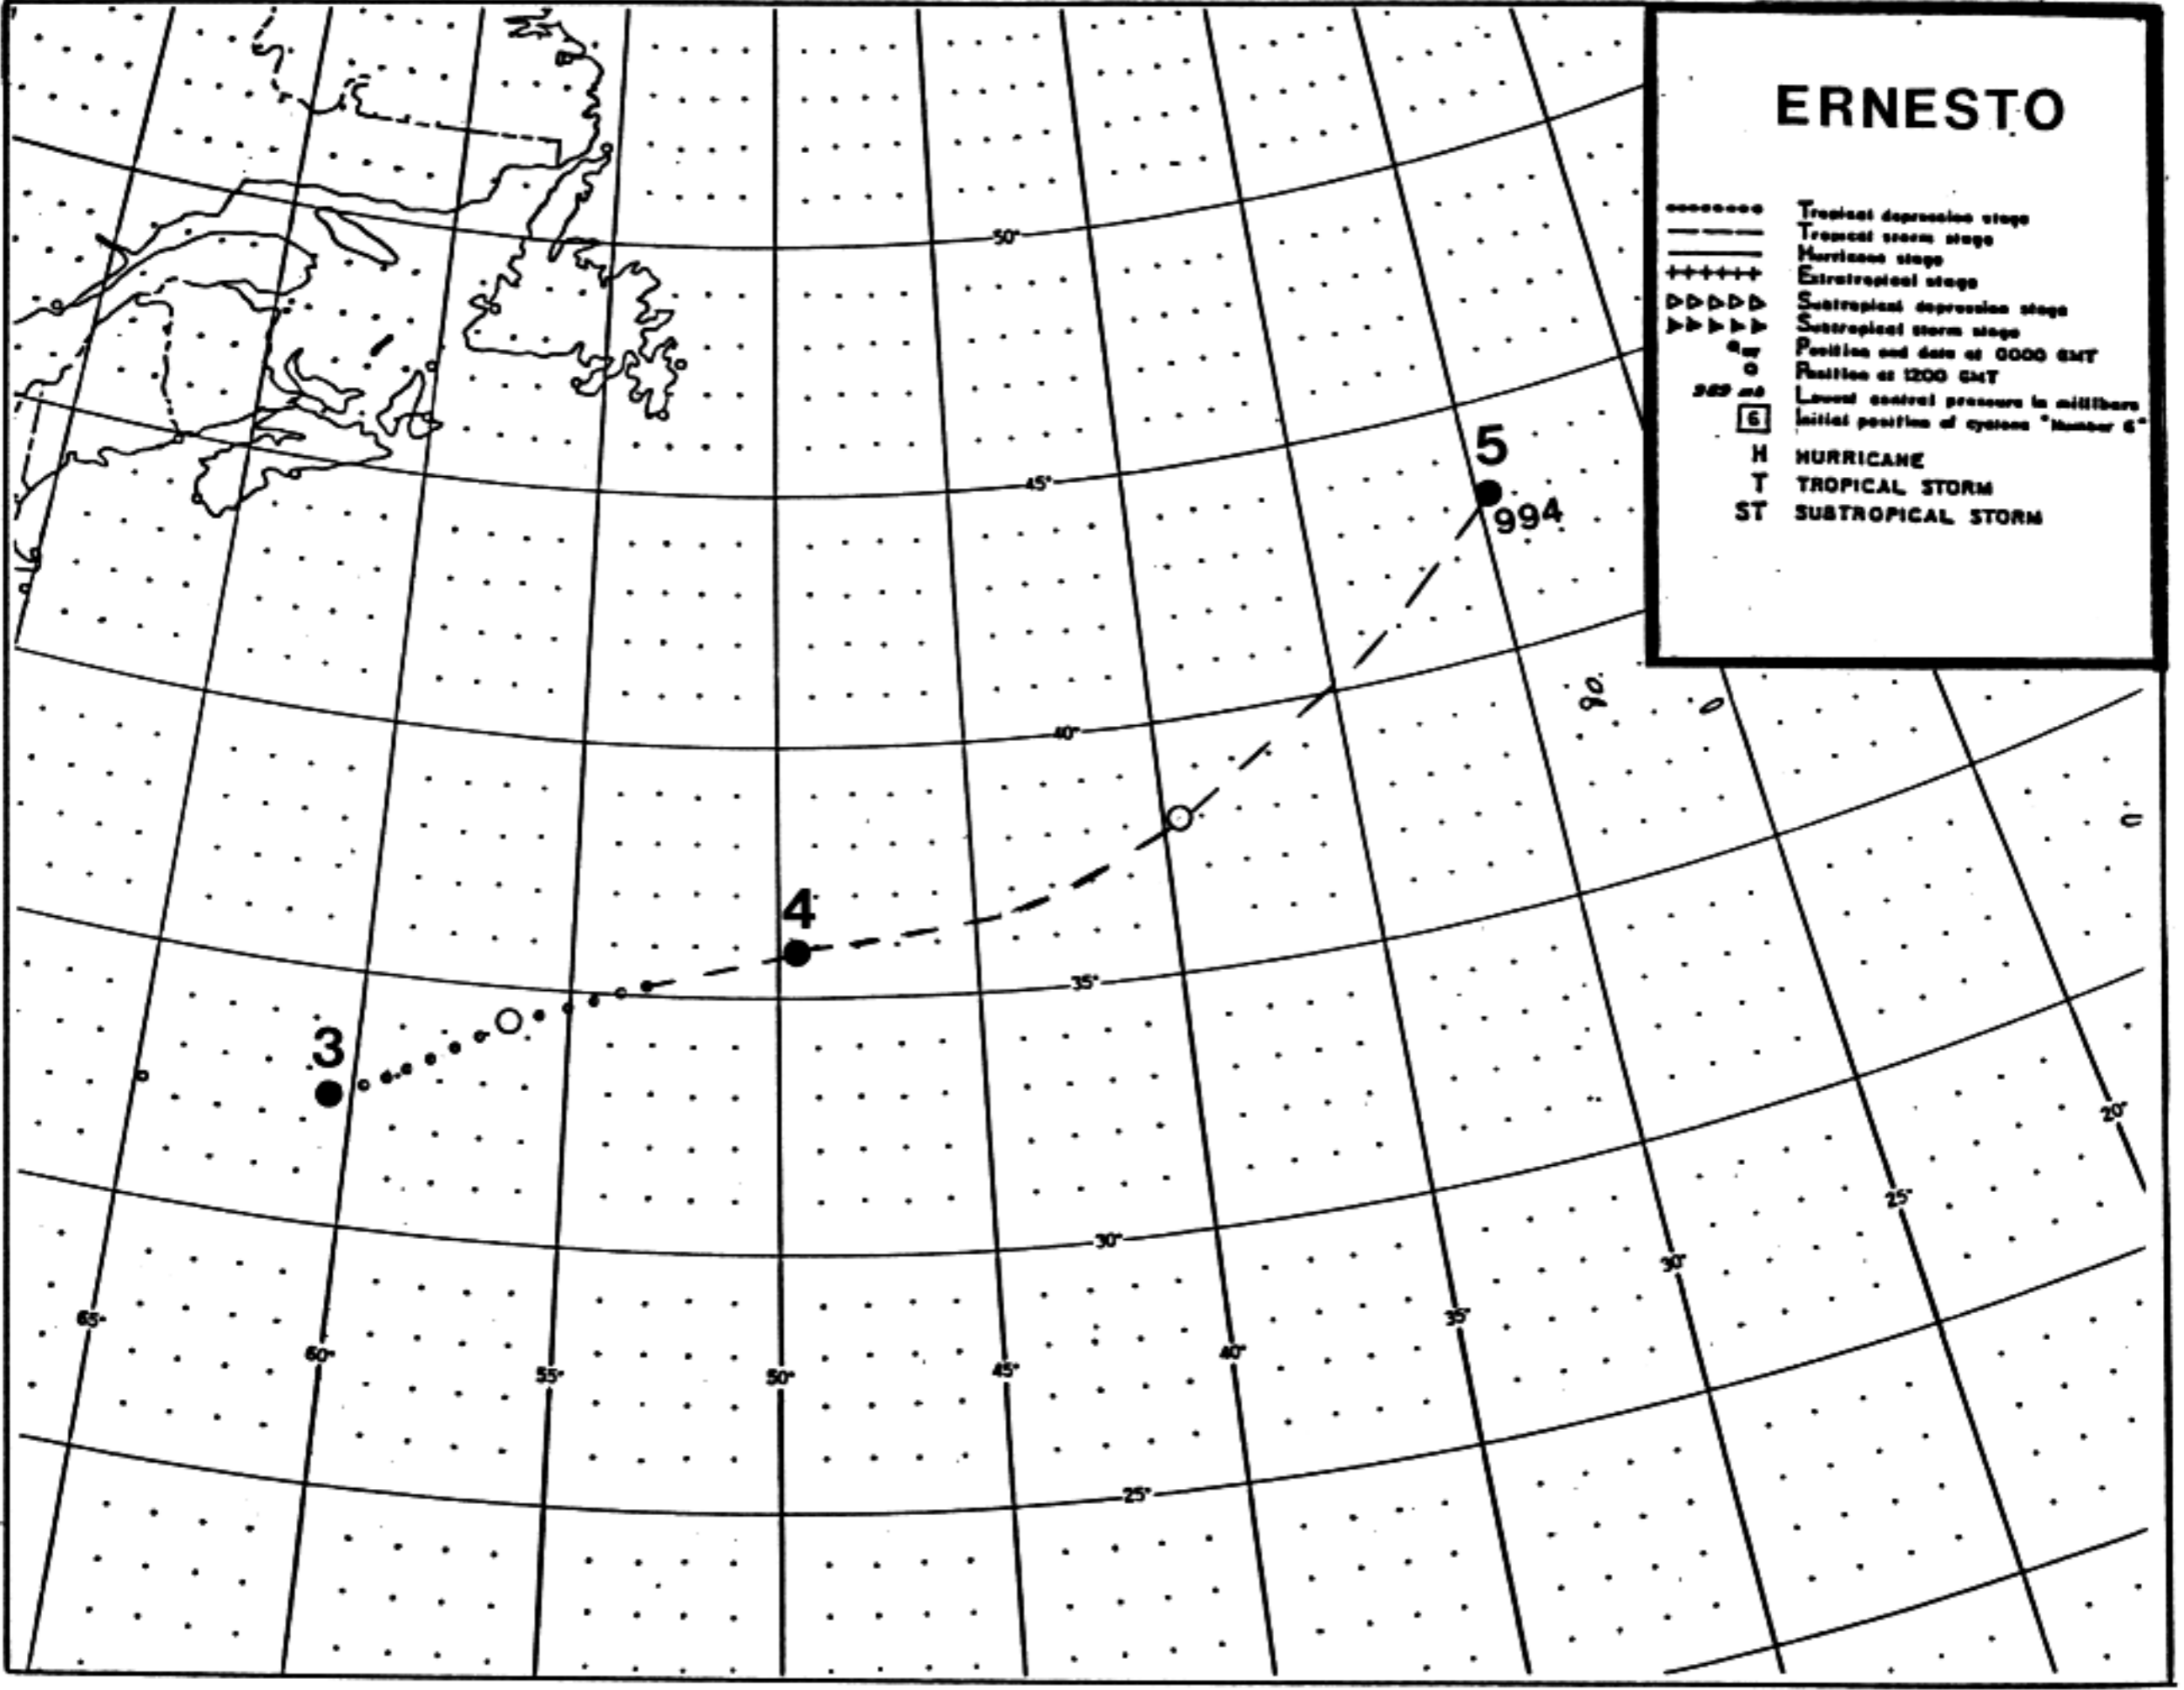 ERNESTO
Tropical depression stage
Tropical storm stage
Hurricane stage
Extratropical stage
Subtropical depression stage
Subtropical storm stage
Position and date at 0000 GMT
Position at 1200 GMT
989 mb Lowest central pressure in millibars
6 Initial position of cyclone "Number 6"
H HURRICANE
T TROPICAL STORM
ST SUBTROPICAL STORM
50°
5
994
45°
40°
4
35°
3
20°
25°
30°
30°
65°
35°
60°
40°
45°
55°
50°
25°